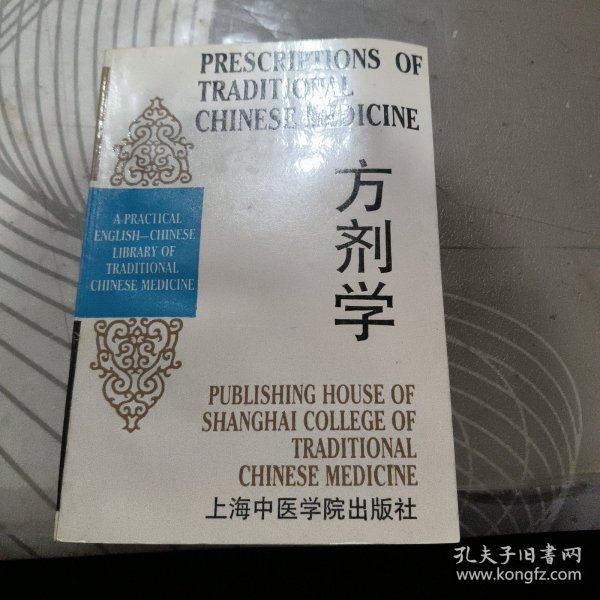 PRESCRIPTIONS OF
TRADITIONAL
CHINESE MEDICINE
方剂学
A PRACTICAL
ENGLISH—CHINESE
LIBRARY OF
TRADITIONAL
CHINESE MEDICINE
PUBLISHING HOUSE OF
SHANGHAI COLLEGE OF
TRADITIONAL
CHINESE MEDICINE
上海中医学院出版社
孔夫子旧书网
www.kongfz.com